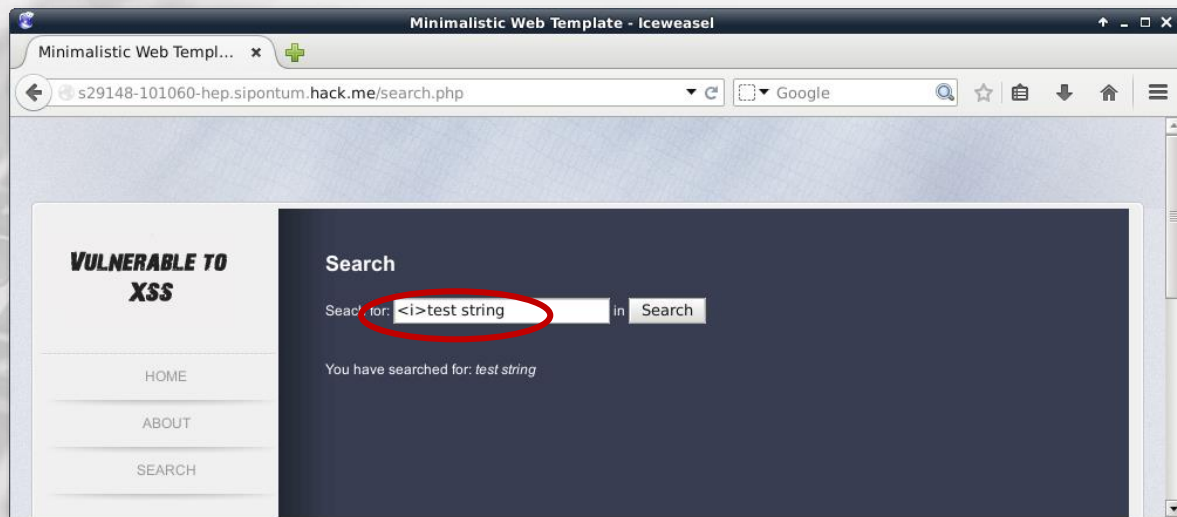 Minimalistic Web Template - Iceweasel
Minimalistic Web Templ...
s29148-101060-hep.sipontum.hack.me/search.php
Google
VULNERABLE TO
XSS
HOME
ABOUT
SEARCH
Search
Seach for: <i>test string in Search
You have searched for: test string